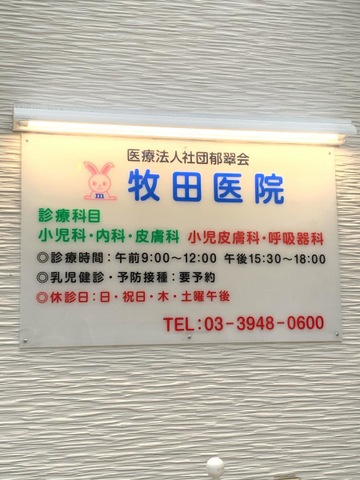 医療法人社団郁翠会
牧田医院
診療科目
小児科・内科・皮膚科 小児皮膚科・呼吸器科
◎診療時間：午前9:00～12:00 午後15:30～18:00
◎乳児健診・予防接種：要予約
◎休診日：日・祝日・木・土曜午後
TEL：03-3948-0600